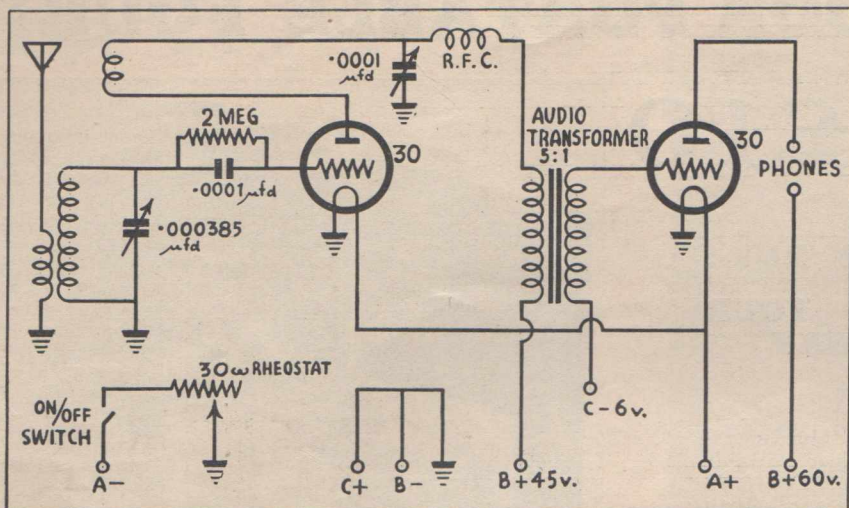 .0001
µfd
R.F.C.
2 MEG
.0001 µfd
30
AUDIO
TRANSFORMER
5:1
30
PHONES
.000385
µfd
30ω RHEOSTAT
ON/OFF
SWITCH
A-
C+
B-
B+45v.
C-6v.
A+
B+60v.